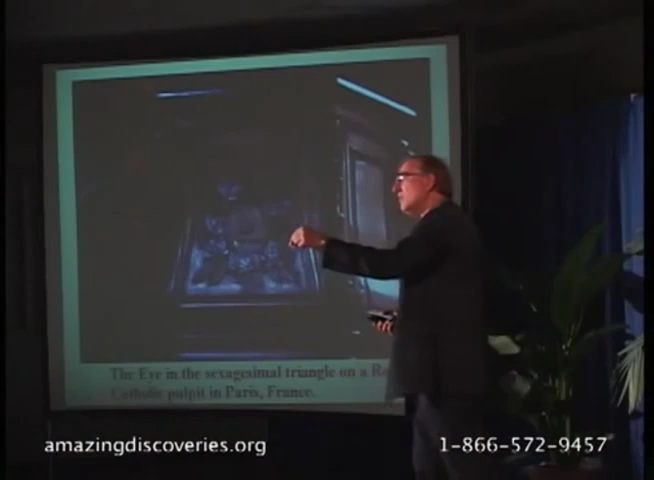 The Eye in the sexagesimal triangle on a
Catholic pulpit in Paris, France.
amazingdiscoveries.org
1-866-572-9457